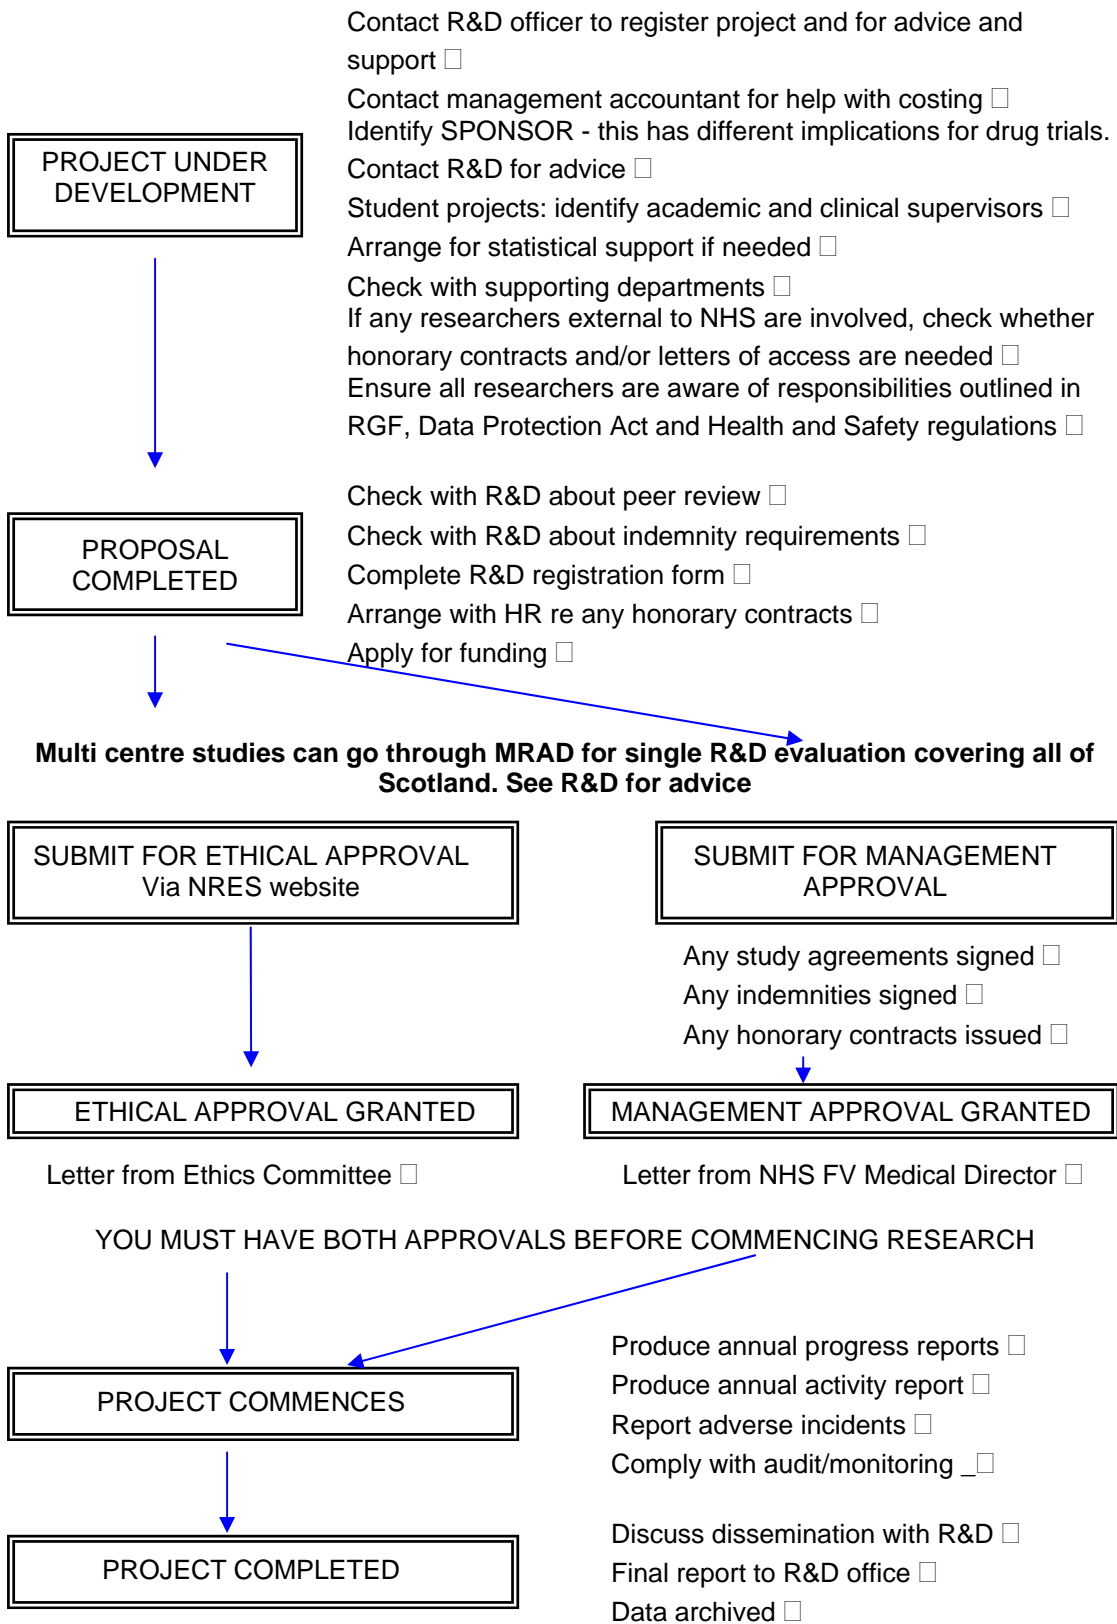 Contact R&D officer to register project and for advice and
support □
Contact management accountant for help with costing □
Identify SPONSOR - this has different implications for drug trials.
Contact R&D for advice □
Student projects: identify academic and clinical supervisors □
Arrange for statistical support if needed □
Check with supporting departments □
If any researchers external to NHS are involved, check whether
honorary contracts and/or letters of access are needed □
Ensure all researchers are aware of responsibilities outlined in
RGF, Data Protection Act and Health and Safety regulations □
PROJECT UNDER
DEVELOPMENT
Check with R&D about peer review □
Check with R&D about indemnity requirements □
Complete R&D registration form □
Arrange with HR re any honorary contracts □
Apply for funding □
PROPOSAL
COMPLETED
Multi centre studies can go through MRAD for single R&D evaluation covering all of
Scotland. See R&D for advice
SUBMIT FOR ETHICAL APPROVAL
Via NRES website
SUBMIT FOR MANAGEMENT
APPROVAL
Any study agreements signed □
Any indemnities signed □
Any honorary contracts issued □
ETHICAL APPROVAL GRANTED
MANAGEMENT APPROVAL GRANTED
Letter from Ethics Committee □
Letter from NHS FV Medical Director □
YOU MUST HAVE BOTH APPROVALS BEFORE COMMENCING RESEARCH
PROJECT COMMENCES
Produce annual progress reports □
Produce annual activity report □
Report adverse incidents □
Comply with audit/monitoring _□
PROJECT COMPLETED
Discuss dissemination with R&D □
Final report to R&D office □
Data archived □